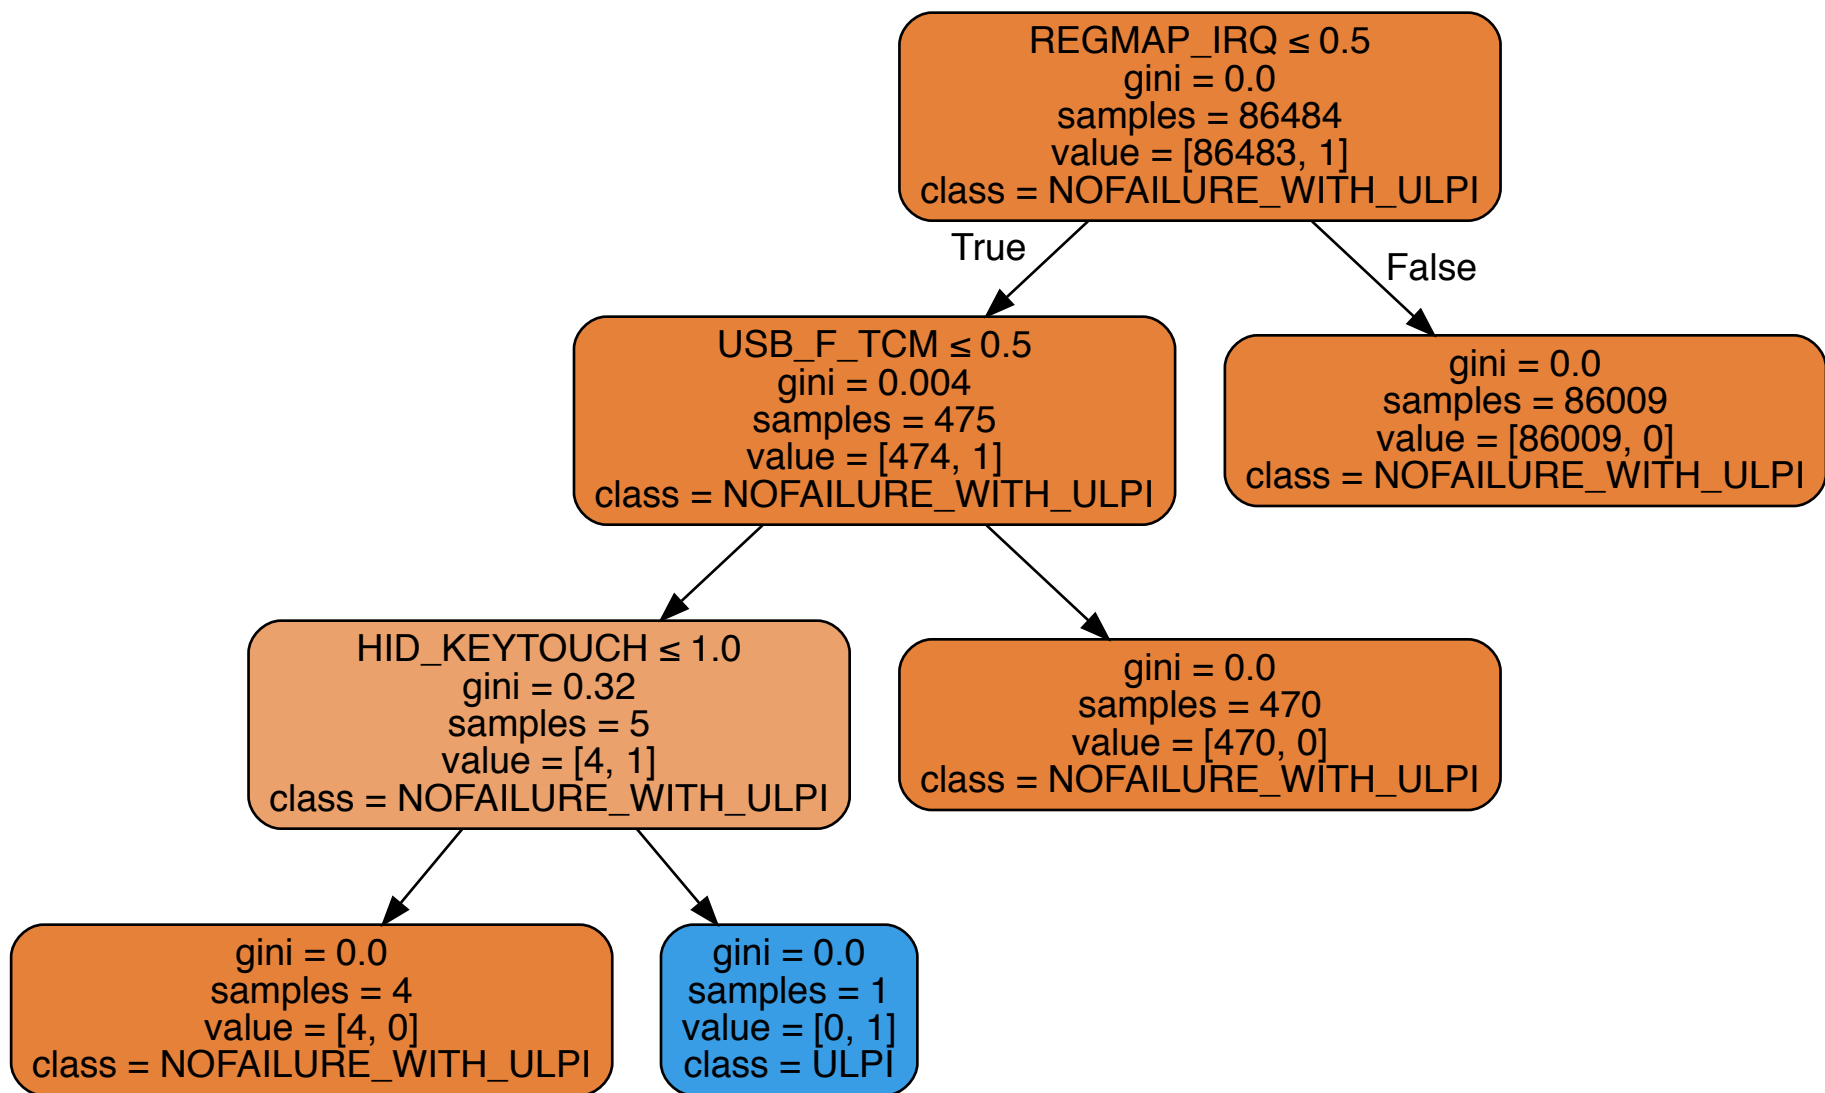 REGMAP_IRQ ≤ 0.5
gini = 0.0
samples = 86484
value = [86483, 1]
class = NOFAILURE_WITH_ULPI
True
False
USB_F_TCM ≤ 0.5
gini = 0.004
samples = 475
value = [474, 1]
class = NOFAILURE_WITH_ULPI
gini = 0.0
samples = 86009
value = [86009, 0]
class = NOFAILURE_WITH_ULPI
HID_KEYTOUCH ≤ 1.0
gini = 0.32
samples = 5
value = [4, 1]
class = NOFAILURE_WITH_ULPI
gini = 0.0
samples = 470
value = [470, 0]
class = NOFAILURE_WITH_ULPI
gini = 0.0
samples = 4
value = [4, 0]
class = NOFAILURE_WITH_ULPI
gini = 0.0
samples = 1
value = [0, 1]
class = ULPI